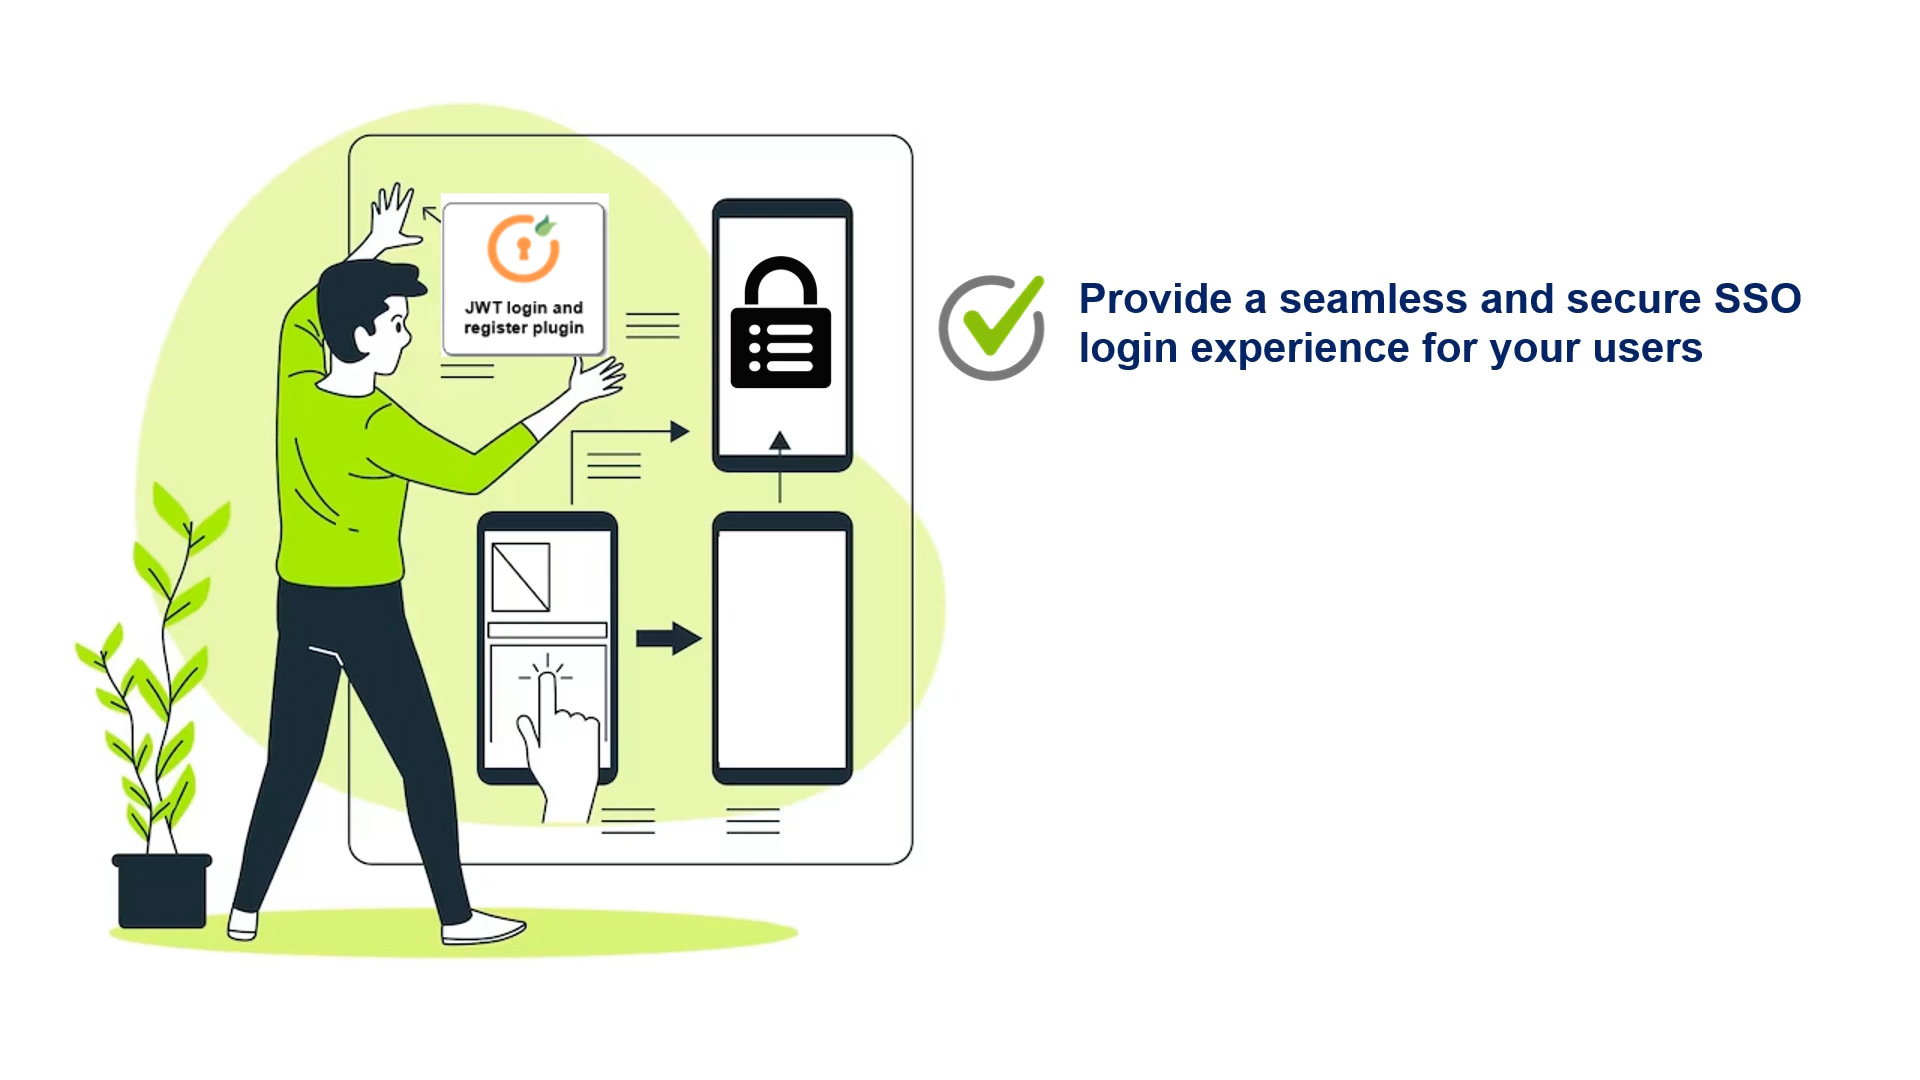 JWT login and
register plugin
Provide a seamless and secure SSO
login experience for your users